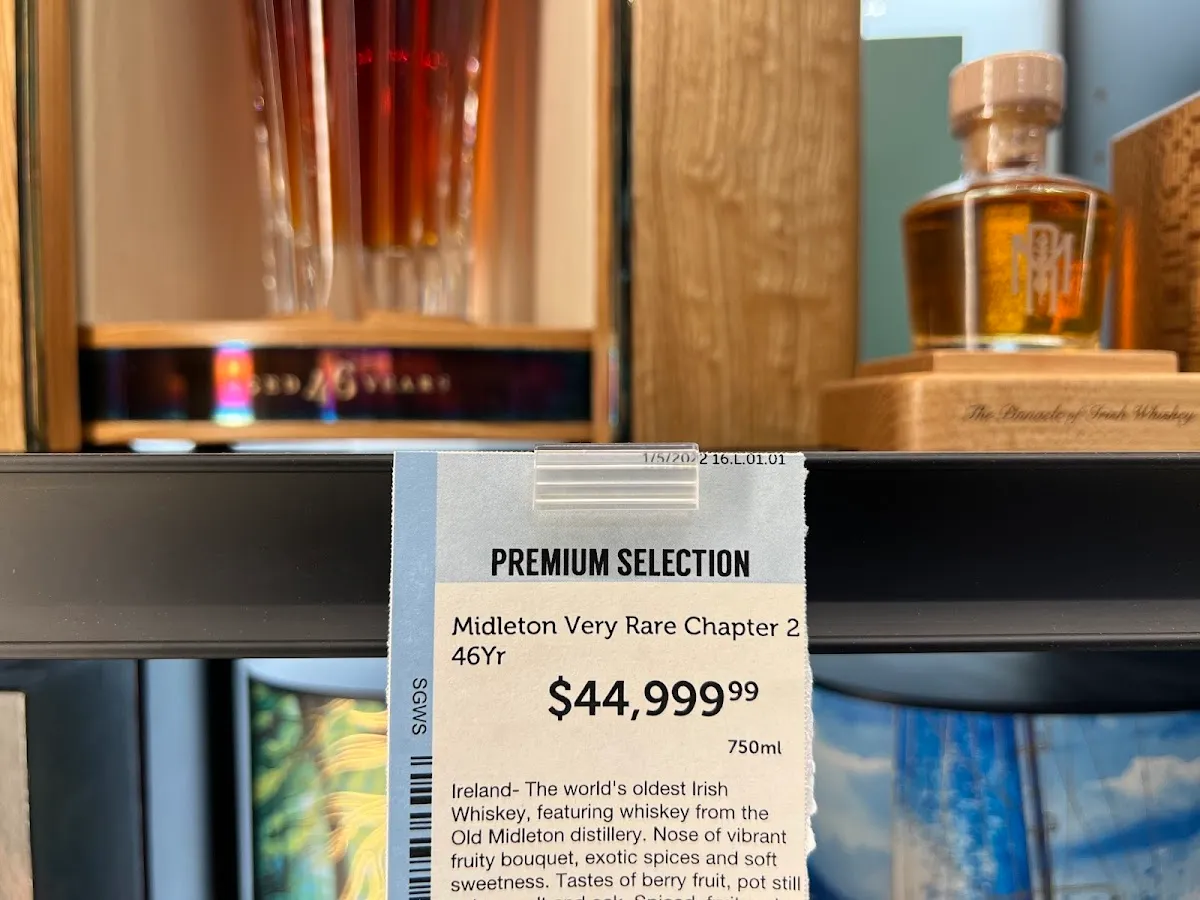 AGED 46 YEARS
The Pinnacle of Irish Whiskey
1/5/2022 16.L.01.01
PREMIUM SELECTION
Midleton Very Rare Chapter 2
46Yr
$44,999.99
750ml
SGWS
Ireland- The world's oldest Irish
Whiskey, featuring whiskey from the
Old Midleton distillery. Nose of vibrant
fruity bouquet, exotic spices and soft
sweetness. Tastes of berry fruit, pot still